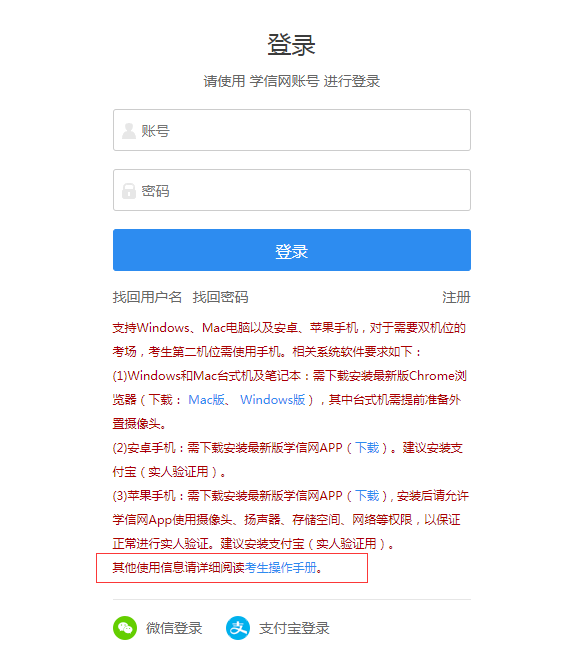 登录
请使用 学信网账号 进行登录
账号
密码
登录
找回用户名 找回密码 注册
支持Windows、Mac电脑以及安卓、苹果手机，对于需要双机位的
考场，考生第二机位需使用手机。相关系统软件要求如下：
(1)Windows和Mac台式机及笔记本：需下载安装最新版Chrome浏
览器（下载： Mac版、 Windows版），其中台式机需提前准备外
置摄像头。
(2)安卓手机：需下载安装最新版学信网APP（下载）。建议安装支
付宝（实人验证用）。
(3)苹果手机：需下载安装最新版学信网APP（下载）, 安装后请允许
学信网App使用摄像头、扬声器、存储空间、网络等权限，以保证
正常进行实人验证。建议安装支付宝（实人验证用）。
其他使用信息请详细阅读考生操作手册。
微信登录 支付宝登录